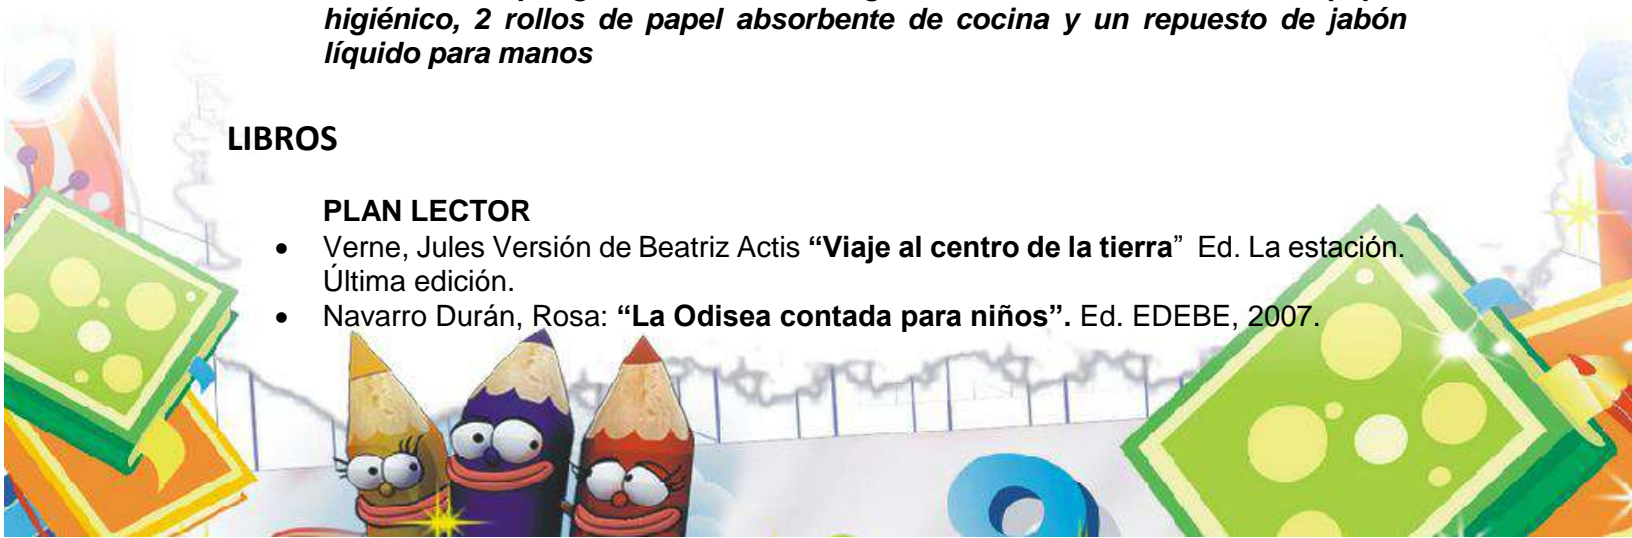 higiénico, 2 rollos de papel absorbente de cocina y un repuesto de jabón
líquido para manos
LIBROS
PLAN LECTOR
• Verne, Jules Versión de Beatriz Actis “Viaje al centro de la tierra” Ed. La estación.
Última edición.
• Navarro Durán, Rosa: “La Odisea contada para niños”. Ed. EDEBE, 2007.